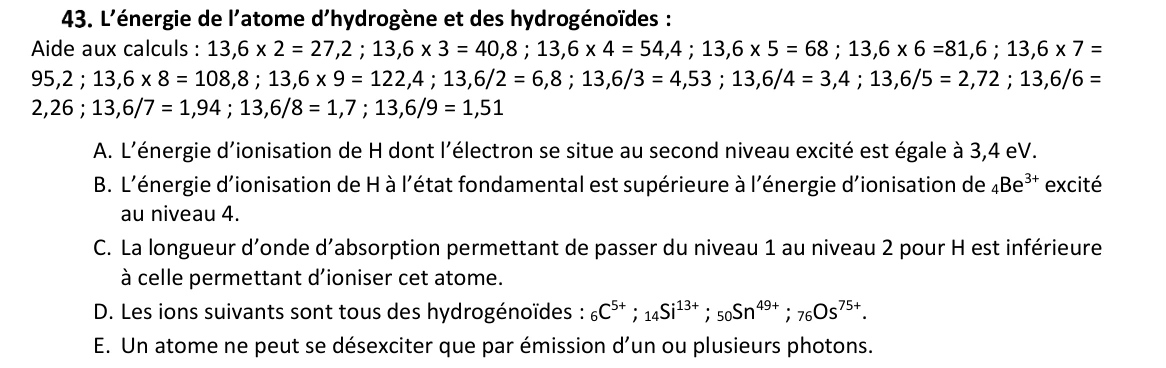 43. L’énergie de l’atome d’hydrogène et des hydrogénoïdes :
Aide aux calculs : 13,6 x 2 = 27,2 ; 13,6 x 3 = 40,8 ; 13,6 x 4 = 54,4 ; 13,6 x 5 = 68 ; 13,6 x 6 =81,6 ; 13,6 x 7 =
95,2 ; 13,6 x 8 = 108,8 ; 13,6 x 9 = 122,4 ; 13,6/2 = 6,8 ; 13,6/3 = 4,53 ; 13,6/4 = 3,4 ; 13,6/5 = 2,72 ; 13,6/6 =
2,26 ; 13,6/7 = 1,94 ; 13,6/8 = 1,7 ; 13,6/9 = 1,51
A. L’énergie d’ionisation de H dont l’électron se situe au second niveau excité est égale à 3,4 eV.
B. L’énergie d’ionisation de H à l’état fondamental est supérieure à l’énergie d’ionisation de ₄Be³⁺ excité
au niveau 4.
C. La longueur d’onde d’absorption permettant de passer du niveau 1 au niveau 2 pour H est inférieure
à celle permettant d’ioniser cet atome.
D. Les ions suivants sont tous des hydrogénoïdes : ₆C⁵⁺ ; ₁₄Si¹³⁺ ; ₅₀Sn⁴⁹⁺ ; ₇₆Os⁷⁵⁺.
E. Un atome ne peut se désexciter que par émission d’un ou plusieurs photons.